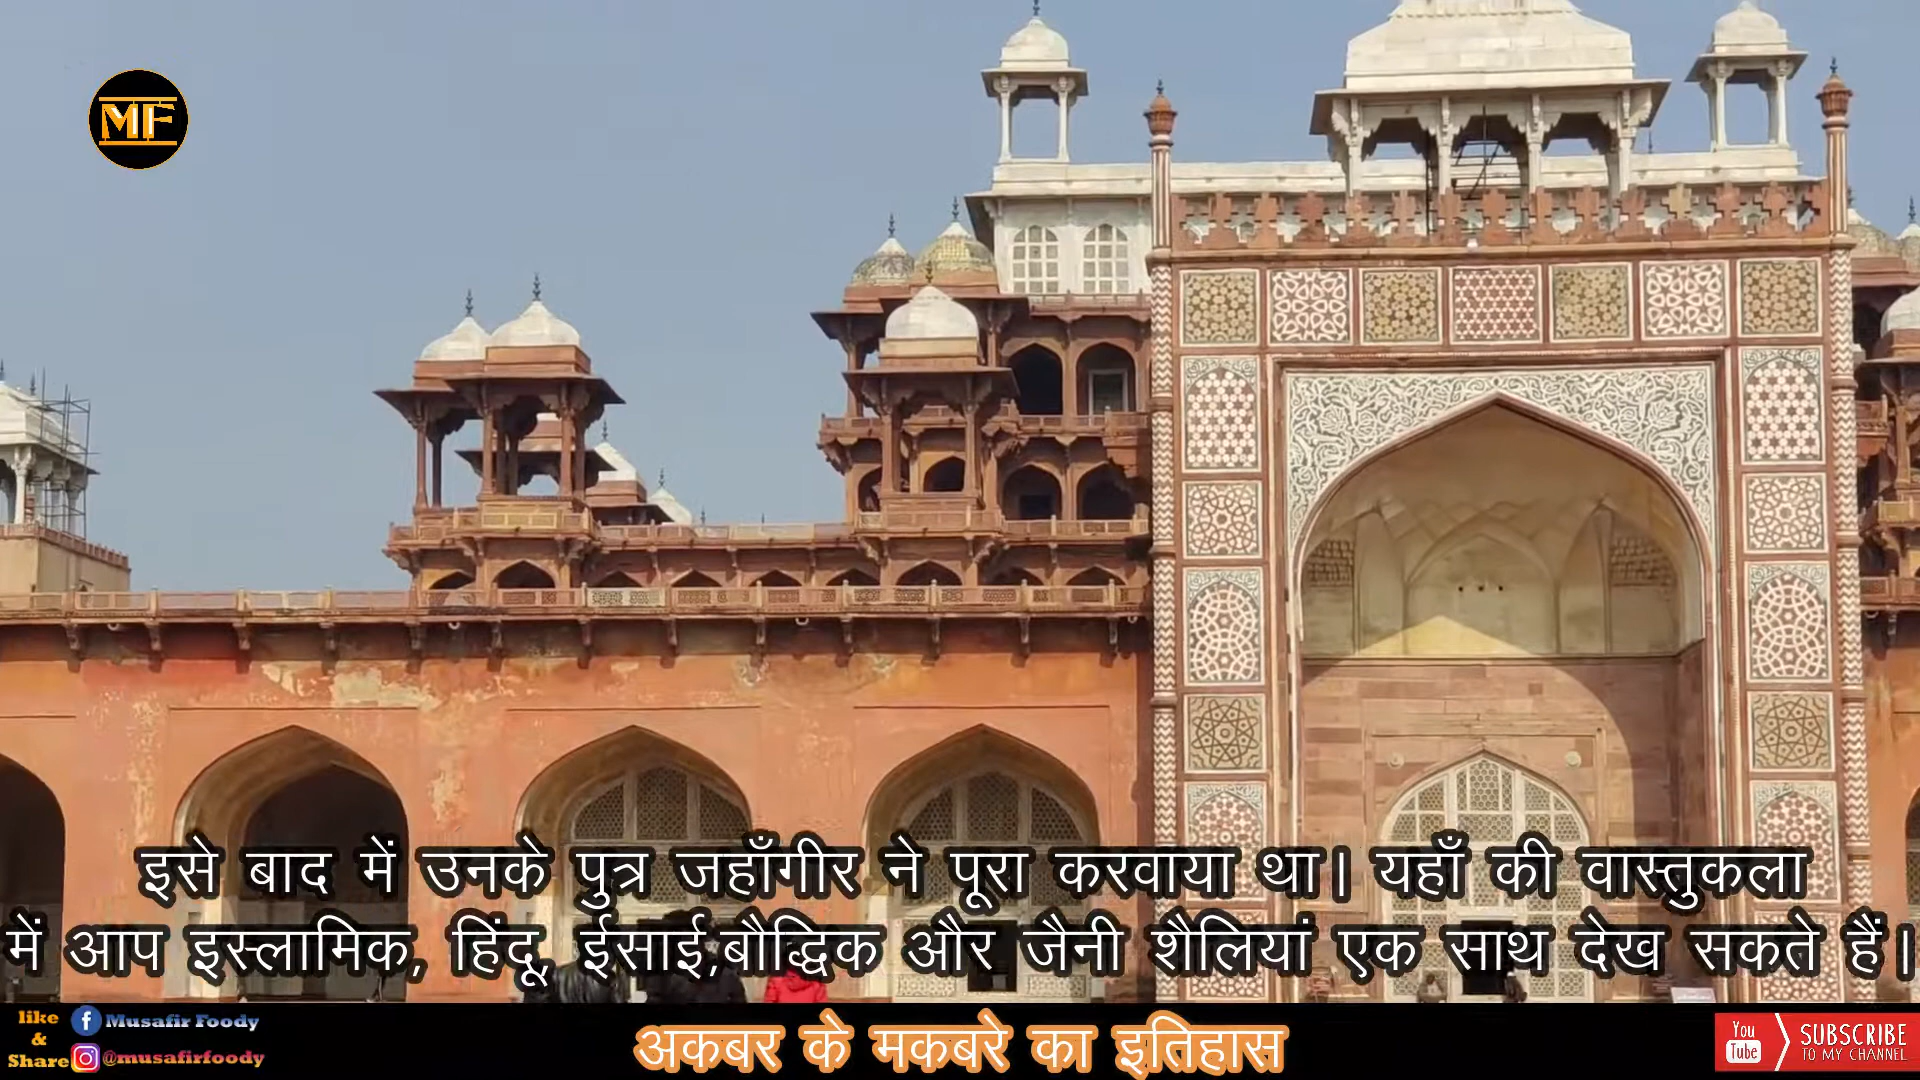 MF
इसे बाद में उनके पुत्र जहाँगीर ने पूरा करवाया था| यहाँ की वास्तुकला
में आप इस्लामिक, हिंदू, ईसाई,बौद्धिक और जैनी शैलियां एक साथ देख सकते हैं|
like
&
Share
Musafir Foody
@musafirfoody
अकबर के मकबरे का इतिहास
You
Tube
SUBSCRIBE
TO MY CHANNEL